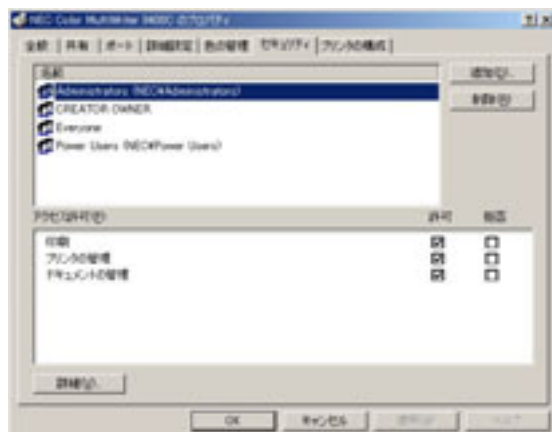 NEC Color MultiWriter 9400C のプロパティ
全般 共有 ポート 詳細設定 色の管理 セキュリティ プリンタの構成
名前
追加(D)...
Administrators (NEC¥Administrators)
削除(R)
CREATOR OWNER
Everyone
Power Users (NEC¥Power Users)
アクセス許可(P) 許可 拒否
印刷
プリンタの管理
ドキュメントの管理
詳細(V)...
OK キャンセル 適用(A) ヘルプ